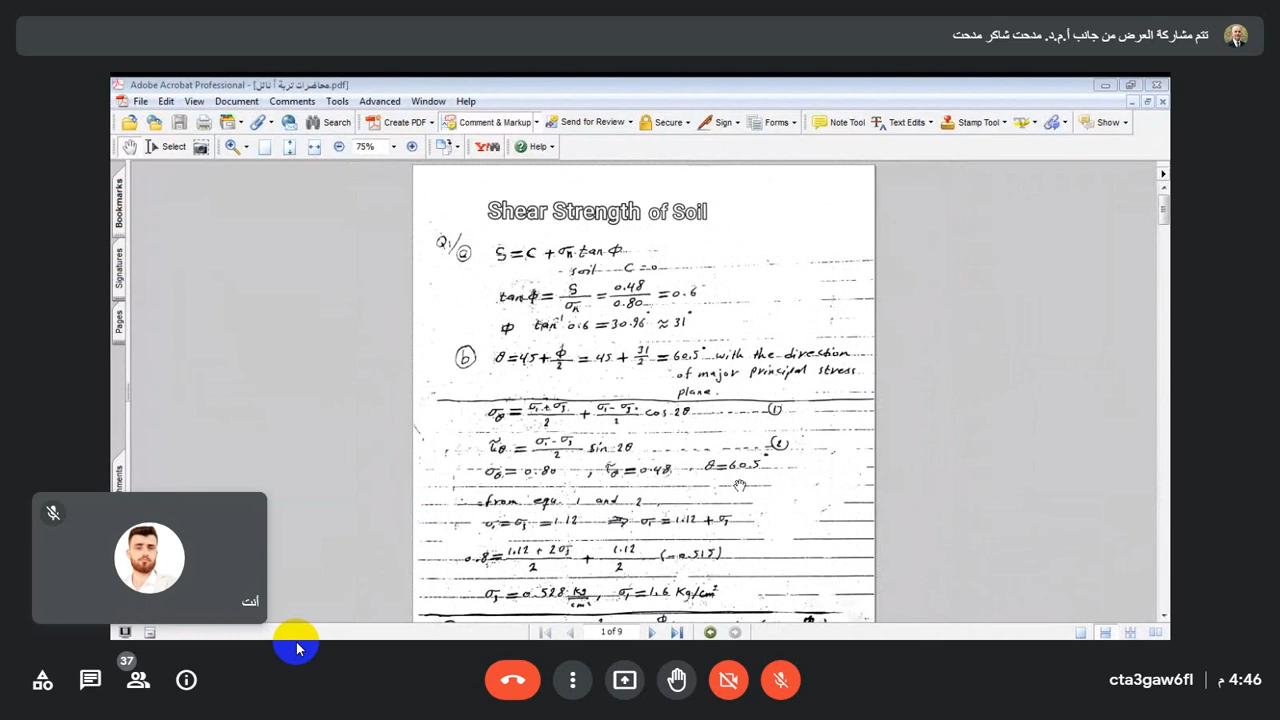 تتم مشاركة العرض من جانب أ.م.د. مدحت شاكر مدحت
Adobe Acrobat Professional - [محاضرات تربة أ نائل.pdf]
File Edit View Document Comments Tools Advanced Window Help
Search Create PDF Comment & Markup Send for Review Secure Sign Forms Note Tool Text Edits Stamp Tool Show
Select 75% Help
Bookmarks
Signatures
Pages
Shear Strength of Soil
Q1/ a S = C + σn tan φ
soil C = 0
tan φ = S/σn = 0.48/0.80 = 0.6
φ tan⁻¹ 0.6 = 30.96° ≈ 31°
b θ = 45 + φ/2 = 45 + 31/2 = 60.5° with the direction
of major principal stress
plane.
σθ = (σ1 + σ3)/2 + (σ1 - σ3)/2 cos 2θ ------- 1
τθ = (σ1 - σ3)/2 sin 2θ ------- 2
σθ = 0.80 , τθ = 0.48 , θ = 60.5°
from equ. 1 and 2,
σ1 = σ3 = 1.12 ⇒ σ1 = 1.12 + σ3
0.8 = (1.12 + 2σ3)/2 + 1.12/2 (-0.515)
σ3 = 0.528 kg/cm², σ1 = 1.6 Kg/cm²
1 of 9
أنت
37
cta3gaw6fl | 4:46 م